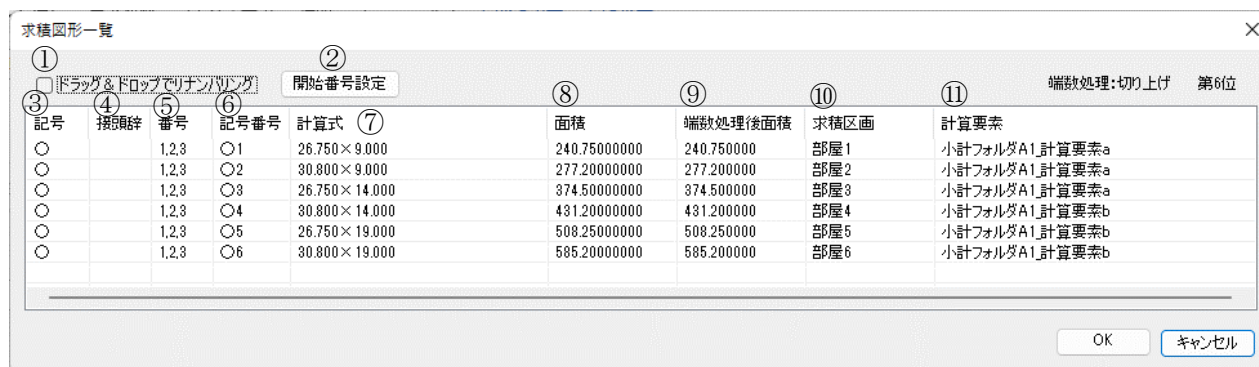 求積図形一覧 ×
① ②
ドラッグ&ドロップでリナンバリング 開始番号設定 端数処理:切り上げ 第6位
③ ④ ⑤ ⑥ ⑦ ⑧ ⑨ ⑩ ⑪
記号 接頭辞 番号 記号番号 計算式 面積 端数処理後面積 求積区画 計算要素
○ 1,2,3 ○1 26.750×9.000 240.75000000 240.750000 部屋1 小計フォルダA1_計算要素a
○ 1,2,3 ○2 30.800×9.000 277.20000000 277.200000 部屋2 小計フォルダA1_計算要素a
○ 1,2,3 ○3 26.750×14.000 374.50000000 374.500000 部屋3 小計フォルダA1_計算要素a
○ 1,2,3 ○4 30.800×14.000 431.20000000 431.200000 部屋4 小計フォルダA1_計算要素b
○ 1,2,3 ○5 26.750×19.000 508.25000000 508.250000 部屋5 小計フォルダA1_計算要素b
○ 1,2,3 ○6 30.800×19.000 585.20000000 585.200000 部屋6 小計フォルダA1_計算要素b
OK キャンセル